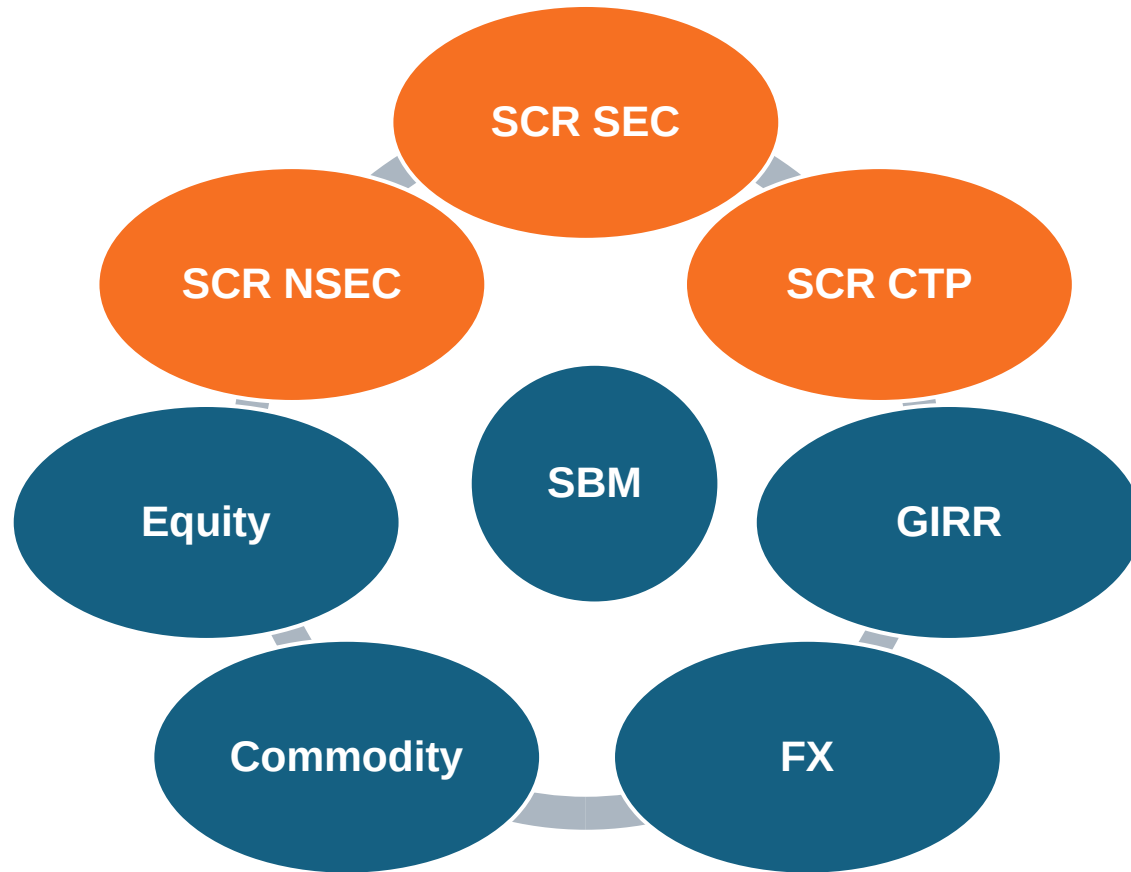 SCR SEC
SCR NSEC
SCR CTP
SBM
Equity
GIRR
Commodity
FX